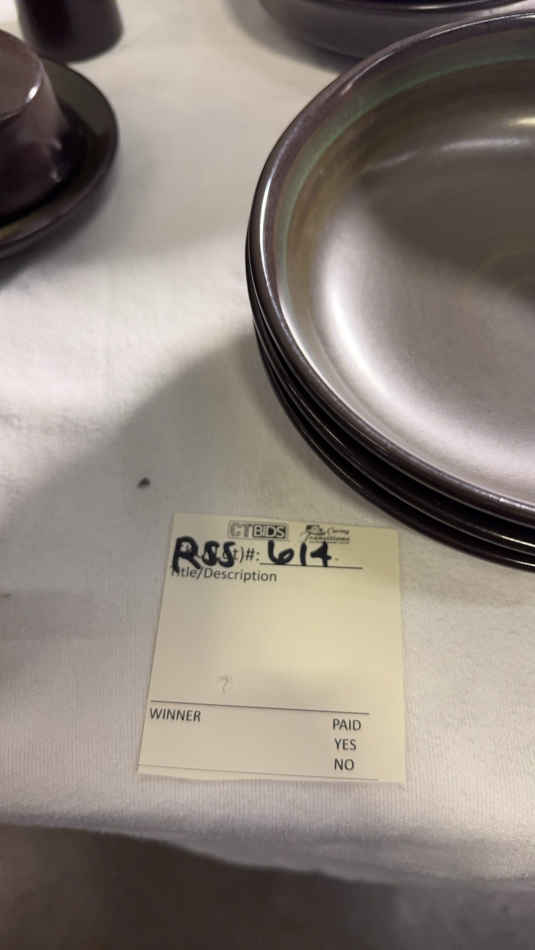 CTBIDS Caring Transitions
RSS t)#: 614
Title/Description
?
WINNER PAID
YES
NO